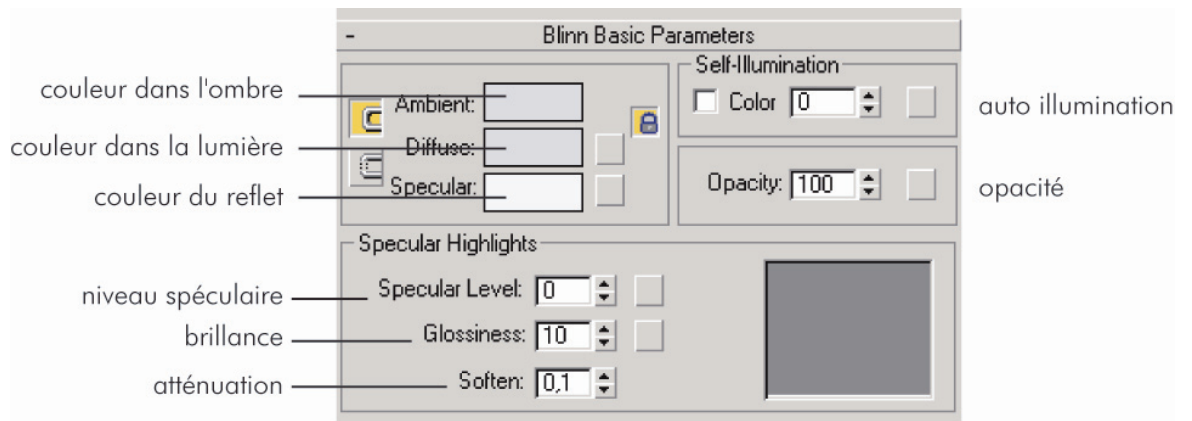 - Blinn Basic Parameters
couleur dans l'ombre
Ambient:
couleur dans la lumière
Diffuse:
couleur du reflet
Specular:
Self-Illumination
Color 0
auto illumination
Opacity: 100
opacité
Specular Highlights
niveau spéculaire
Specular Level: 0
brillance
Glossiness: 10
atténuation
Soften: 0,1